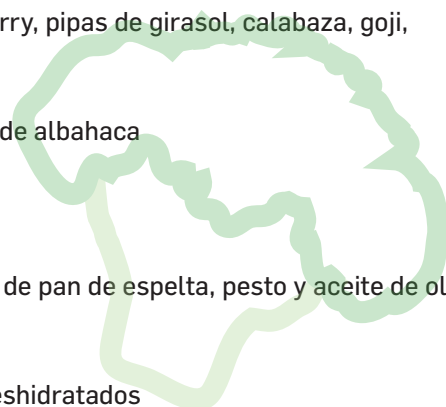 rry, pipas de girasol, calabaza, goji,
de albahaca
de pan de espelta, pesto y aceite de ol
eshidratados